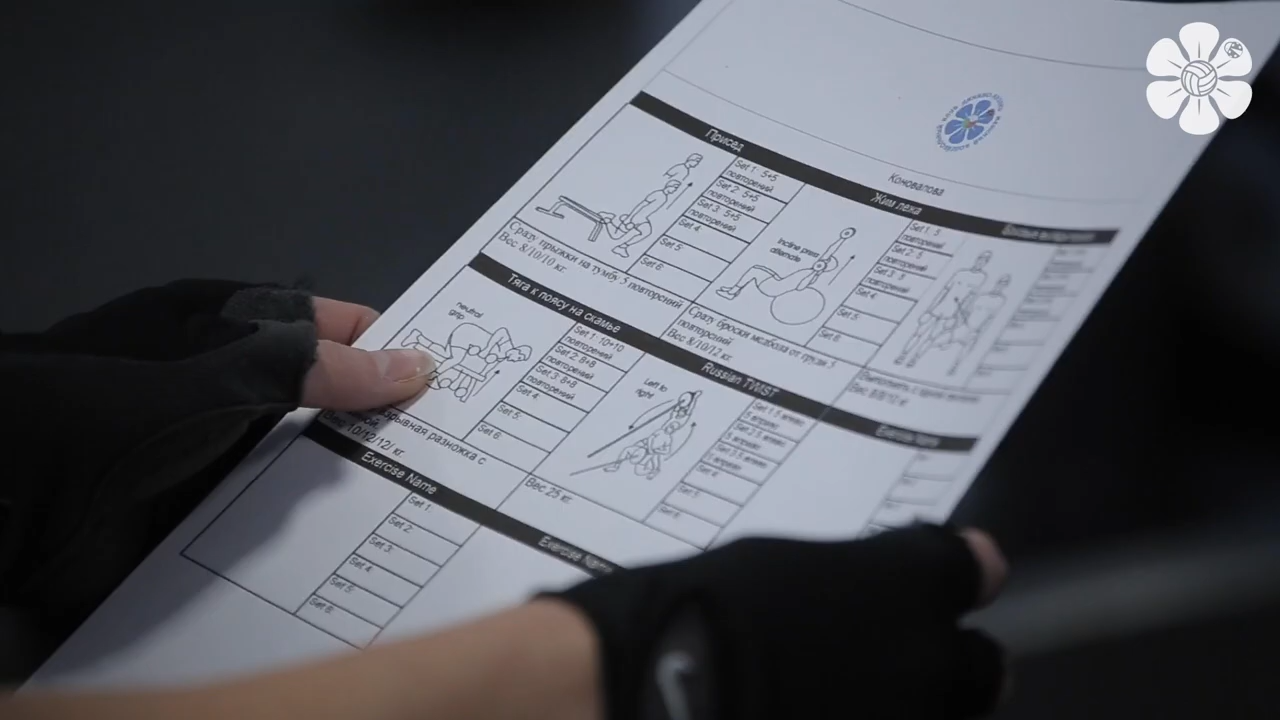 Коновалова
Присед
Set 1: 5+5
повторений
Set 2: 5+5
повторений
Set 3: 5+5
повторений
Set 4:
Set 5:
Set 6:
Сразу прыжки на тумбу 5 повторений
Вес 8/10/10 кг.
Жим лежа
Incline press
alternate
Set 1: 5
повторений
Set 2: 5
повторений
Set 3: 5
повторений
Set 4:
Set 5:
Set 6:
Сразу броски медбола от груди 5
повторений
Вес 8/10/12 кг.
Тяга к поясу на скамье
neutral
grip
Set 1: 10+10
повторений
Set 2: 8+8
повторений
Set 3: 8+8
повторений
Set 4:
Set 5:
Set 6:
взрывная разножка с
Вес 10/12/12/ кг.
Russian TWIST
Left to
right
Set 4:
Set 5:
Set 6:
Вес 25 кг.
Exercise Name
Exercise Name
Set 1:
Set 2:
Set 3:
Set 4:
Set 5:
Set 6:
Exercise Name